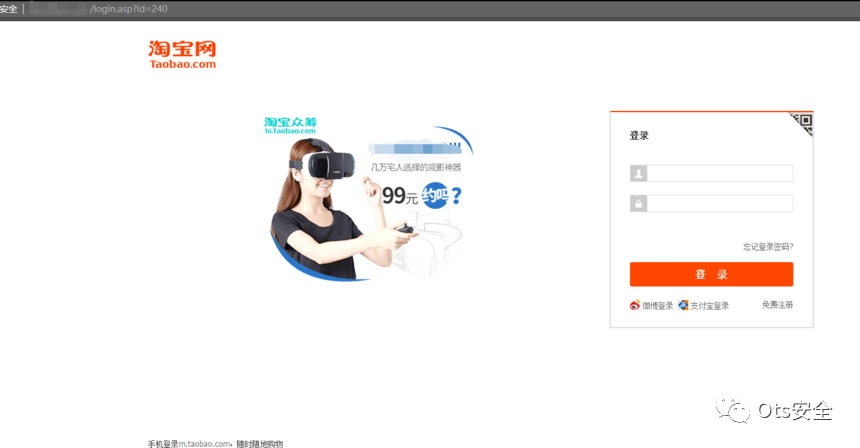 安全 | /login.asp?id=240
淘宝网
Taobao.com
淘宝众筹
hi.taobao.com
几万宅人选择的观影神器
99元 约吗?
登录
忘记登录密码?
登 录
微博登录 支付宝登录 免费注册
Ots安全
手机登录m.taobao.com，随时随地购物